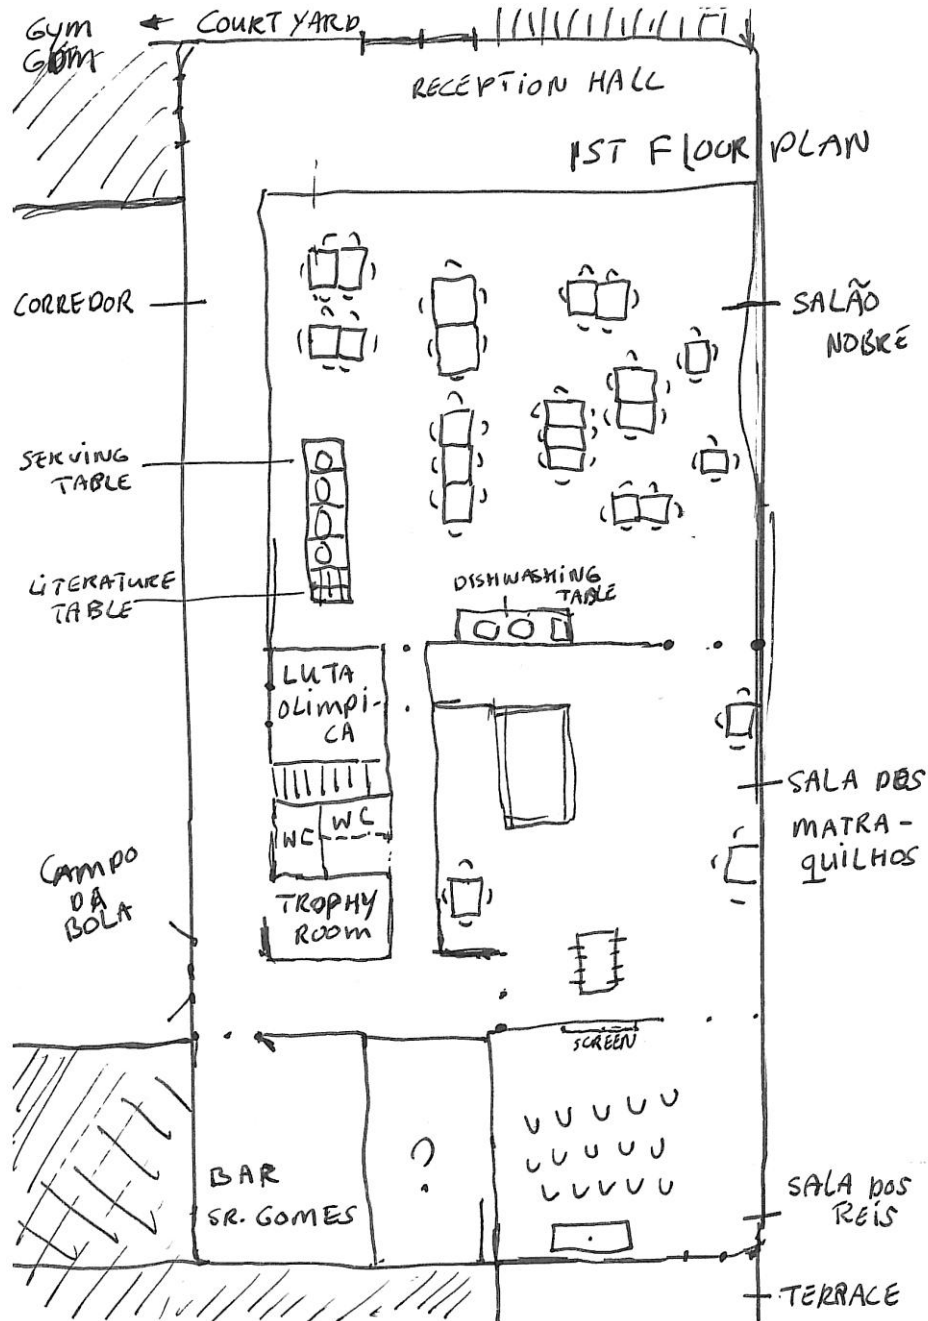 GYM
GYM
COURTYARD
RECEPTION HALL
1ST FLOOR PLAN
CORREDOR
SALÃO
NOBRE
SERVING
TABLE
LITERATURE
TABLE
DISHWASHING
TABLE
LUTA
OLIMPI-
CA
WC
WC
TROPHY
ROOM
SALA DOS
MATRA-
QUILHOS
CAMPO
DA
BOLA
SCREEN
?
BAR
SR. GOMES
SALA DOS
REIS
TERRACE